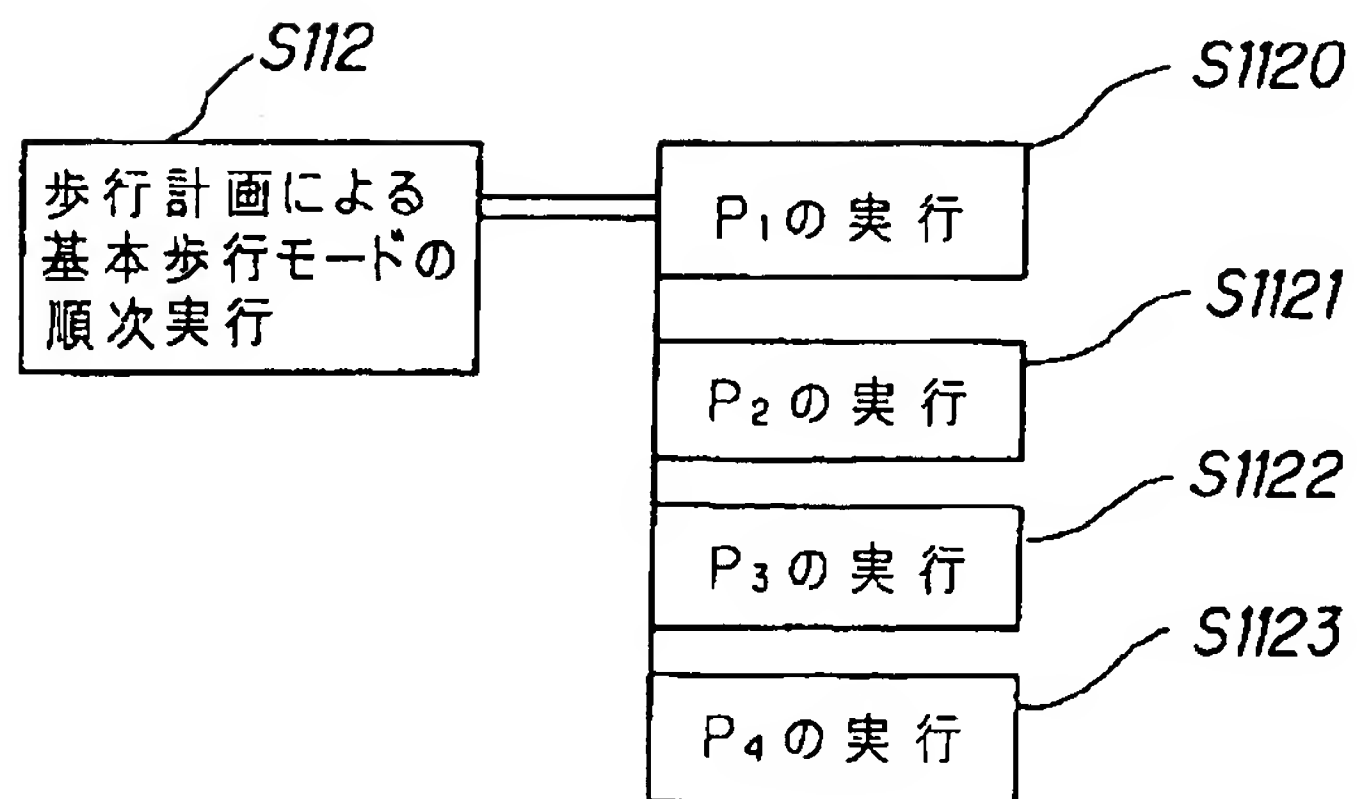 S112
歩行計画による
基本歩行モードの
順次実行
S1120
P1の実行
S1121
P2の実行
S1122
P3の実行
S1123
P4の実行